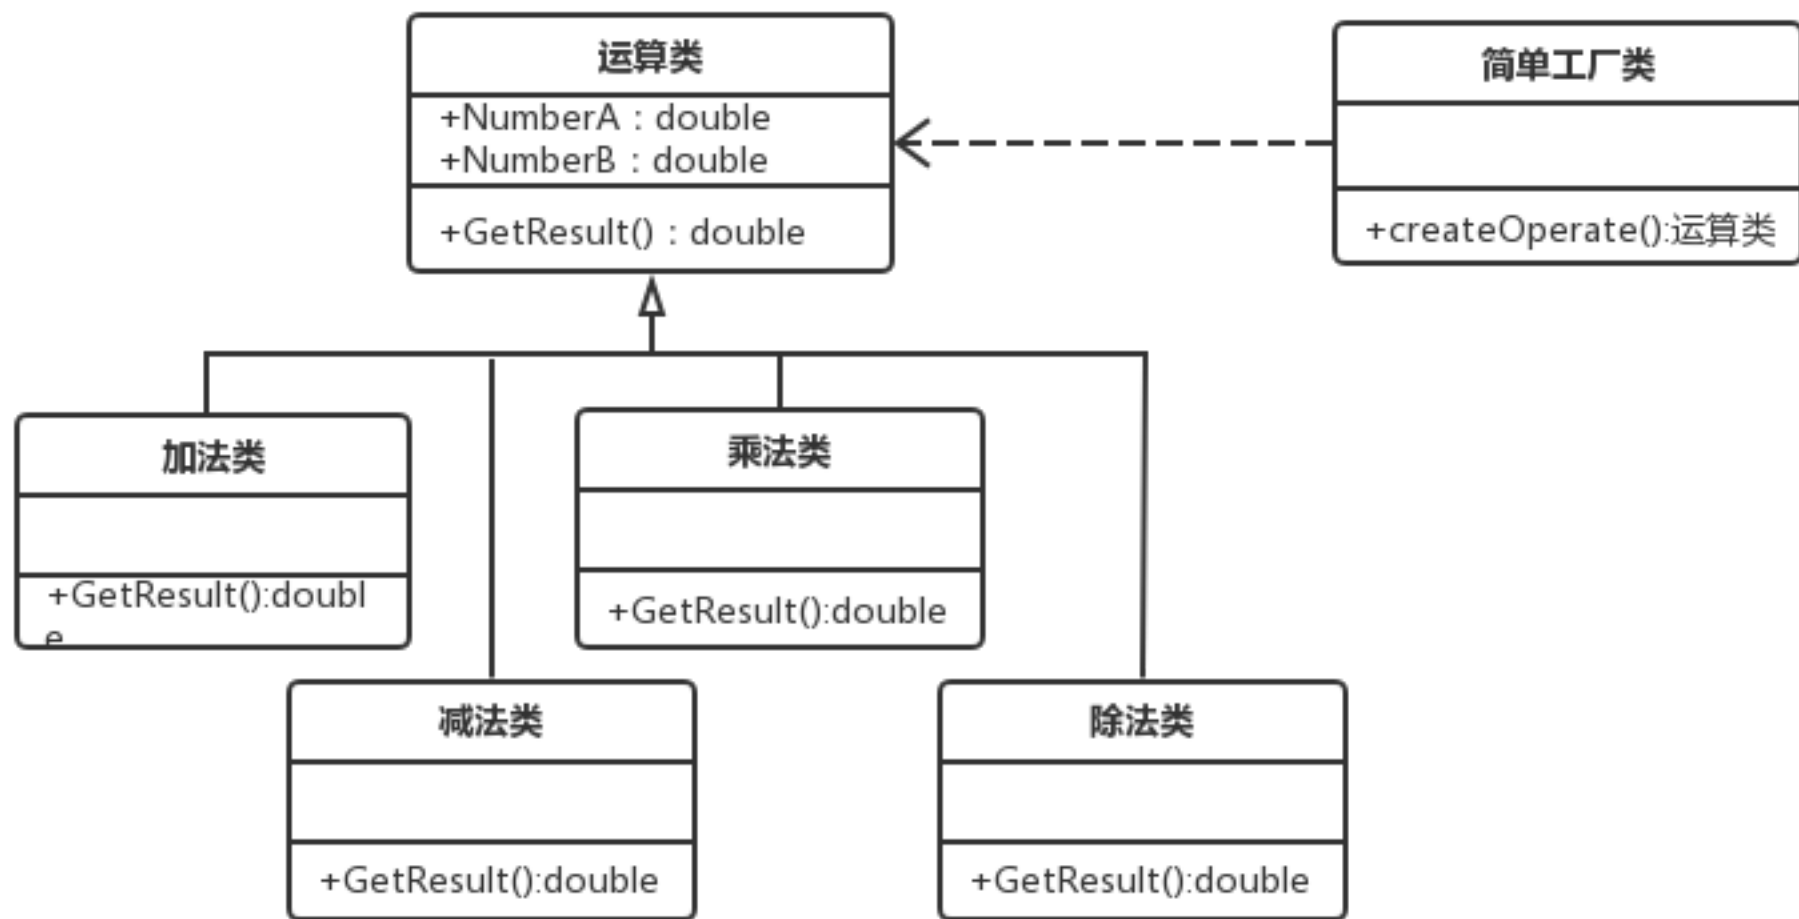 运算类
+NumberA：double
+NumberB：double
+GetResult()：double
简单工厂类
+createOperate():运算类
加法类
+GetResult():doubl
e
乘法类
+GetResult():double
减法类
+GetResult():double
除法类
+GetResult():double